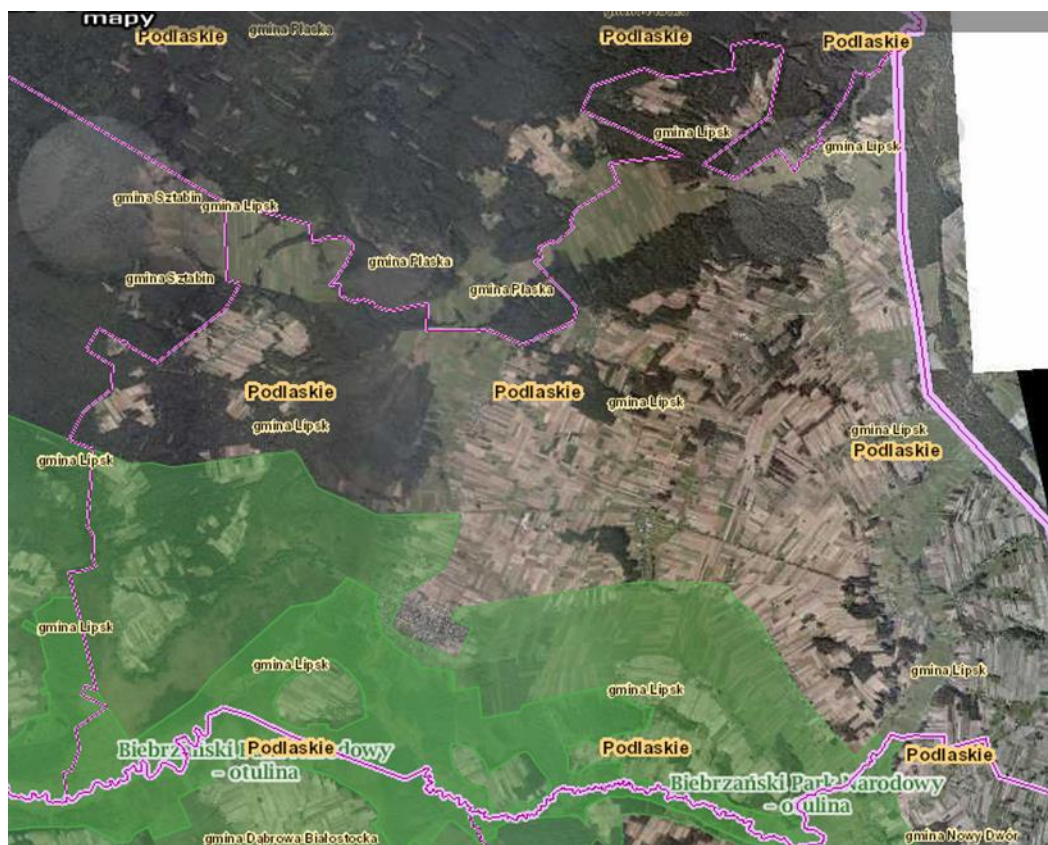 mapy
gmina Płaska
Podlaskie
Podlaskie
Podlaskie
gmina Lipsk
gmina Lipsk
gmina Sztabin
gmina Lipsk
gmina Płaska
gmina Sztabin
gmina Płaska
Podlaskie
Podlaskie
gmina Lipsk
gmina Lipsk
gmina Lipsk
Podlaskie
gmina Lipsk
gmina Lipsk
gmina Lipsk
gmina Lipsk
gmina Lipsk
Biebrzański Park Narodowy
- otulina
Podlaskie
Podlaskie
Podlaskie
Biebrzański Park Narodowy
- otulina
gmina Dąbrowa Białostocka
gmina Nowy Dwór